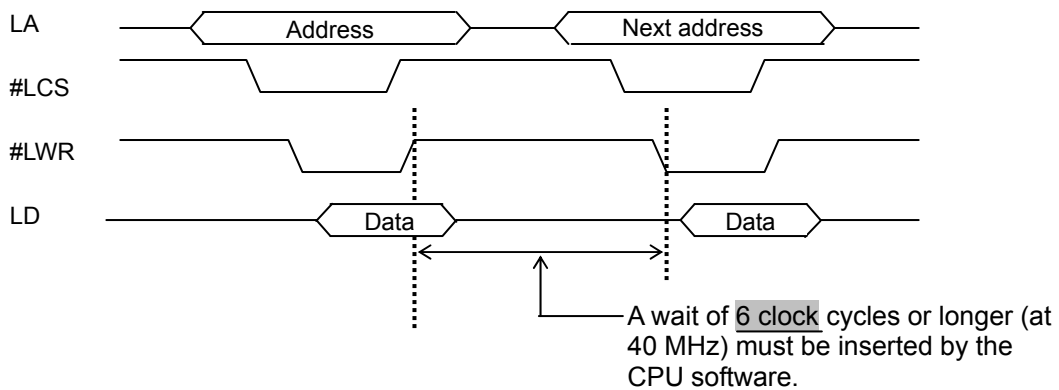 LA
Address
Next address
#LCS
#LWR
LD
Data
Data
A wait of 6 clock cycles or longer (at
40 MHz) must be inserted by the
CPU software.